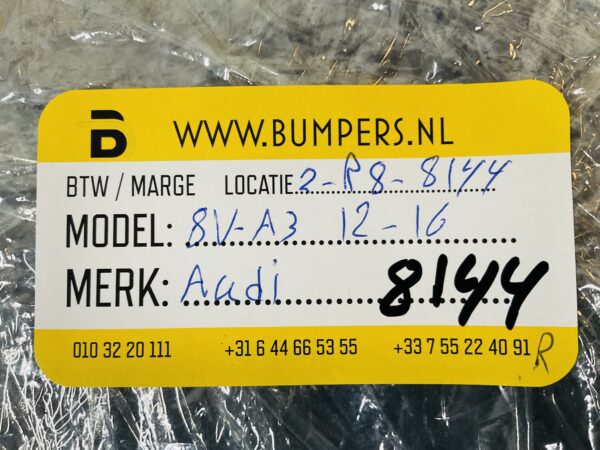 B WWW.BUMPERS.NL
BTW / MARGE LOCATIE 2-R8-8144
MODEL: 8V-A3 12-16
MERK: Audi 8144
010 32 20 111 +31 6 44 66 53 55 +33 7 55 22 40 91 R